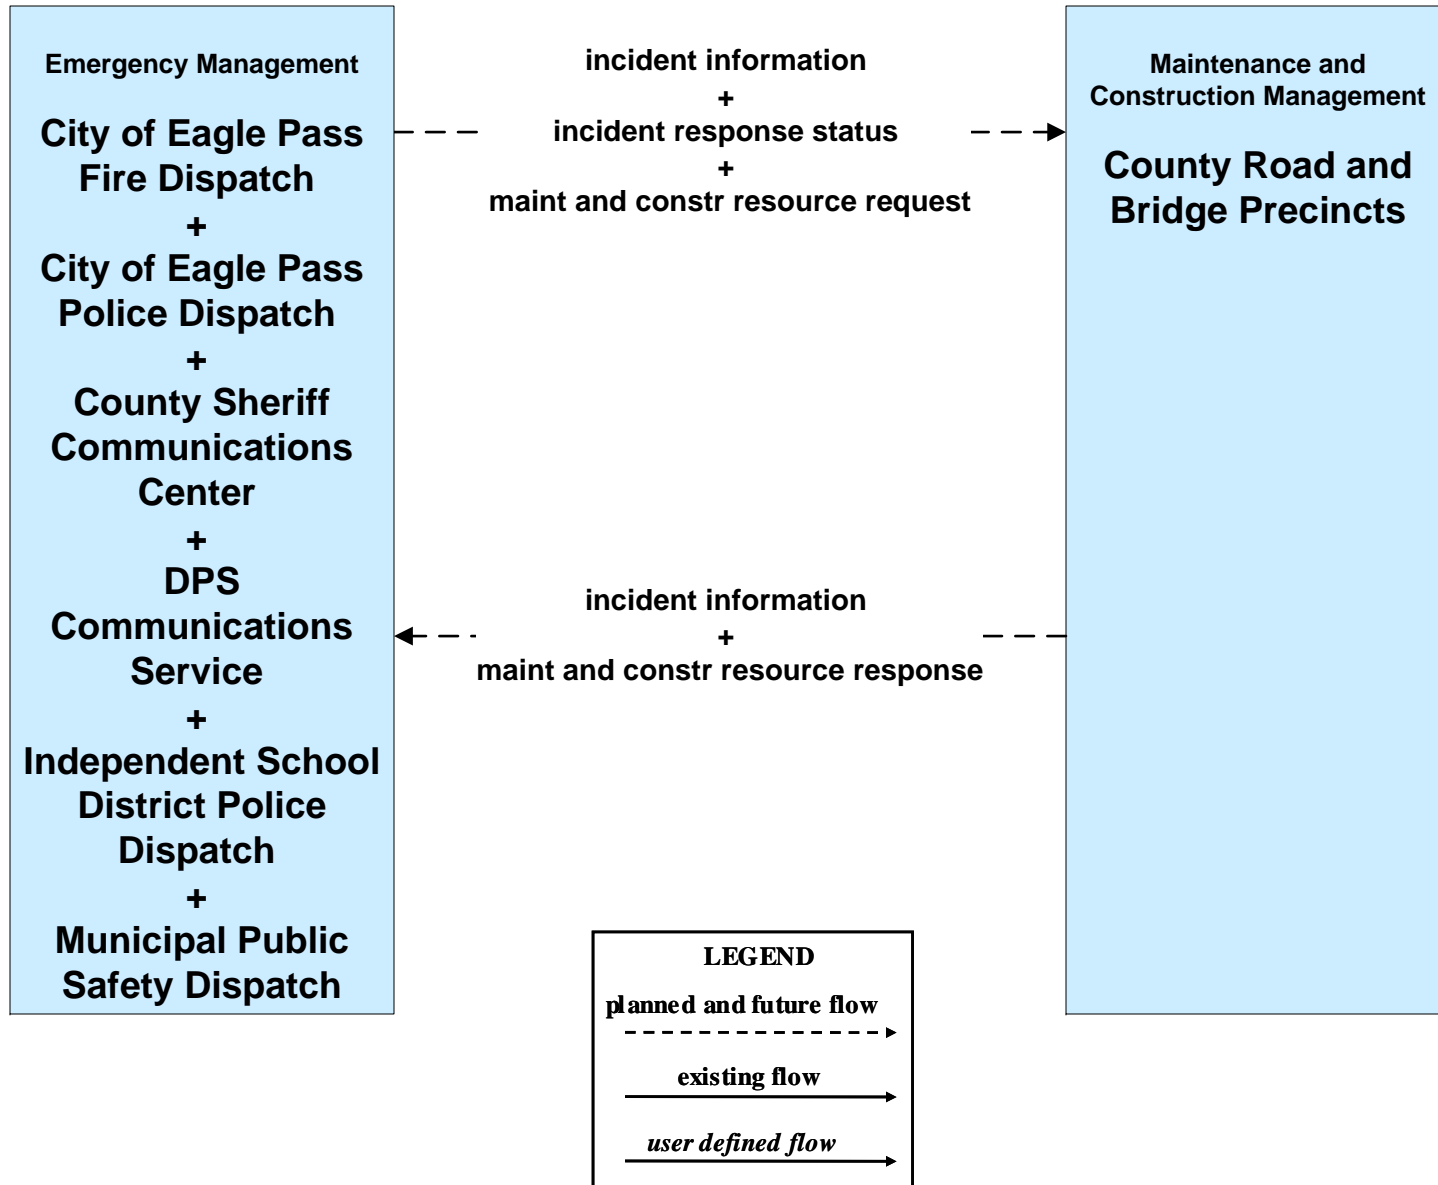 Emergency Management
City of Eagle Pass
Fire Dispatch
+
City of Eagle Pass
Police Dispatch
+
County Sheriff
Communications
Center
+
DPS
Communications
Service
+
Independent School
District Police
Dispatch
+
Municipal Public
Safety Dispatch
incident information
+
incident response status
+
maint and constr resource request
incident information
+
maint and constr resource response
Maintenance and
Construction Management
County Road and
Bridge Precincts
LEGEND
planned and future flow
existing flow
user defined flow